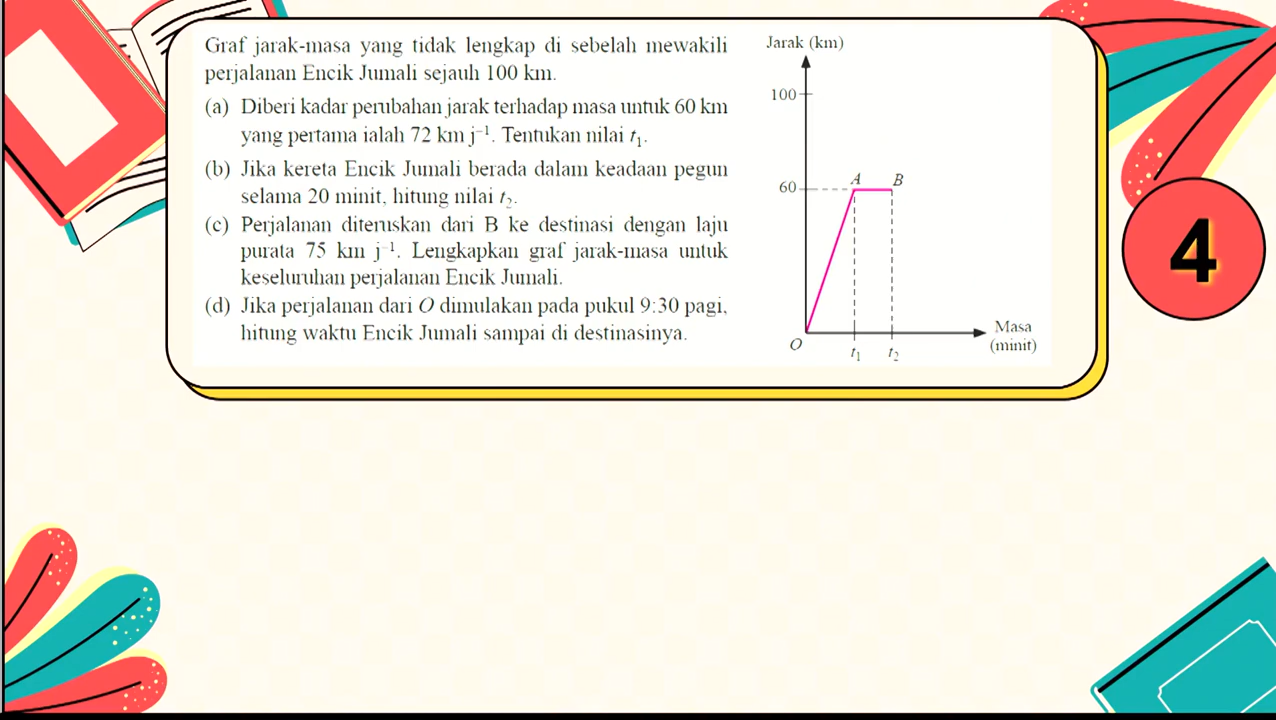 Graf jarak-masa yang tidak lengkap di sebelah mewakili
perjalanan Encik Jumali sejauh 100 km.
(a) Diberi kadar perubahan jarak terhadap masa untuk 60 km
yang pertama ialah 72 km j⁻¹. Tentukan nilai t₁.
(b) Jika kereta Encik Jumali berada dalam keadaan pegun
selama 20 minit, hitung nilai t₂.
(c) Perjalanan diteruskan dari B ke destinasi dengan laju
purata 75 km j⁻¹. Lengkapkan graf jarak-masa untuk
keseluruhan perjalanan Encik Jumali.
(d) Jika perjalanan dari O dimulakan pada pukul 9:30 pagi,
hitung waktu Encik Jumali sampai di destinasinya.
Jarak (km)
100
60
A B
O
t₁ t₂
Masa
(minit)
4